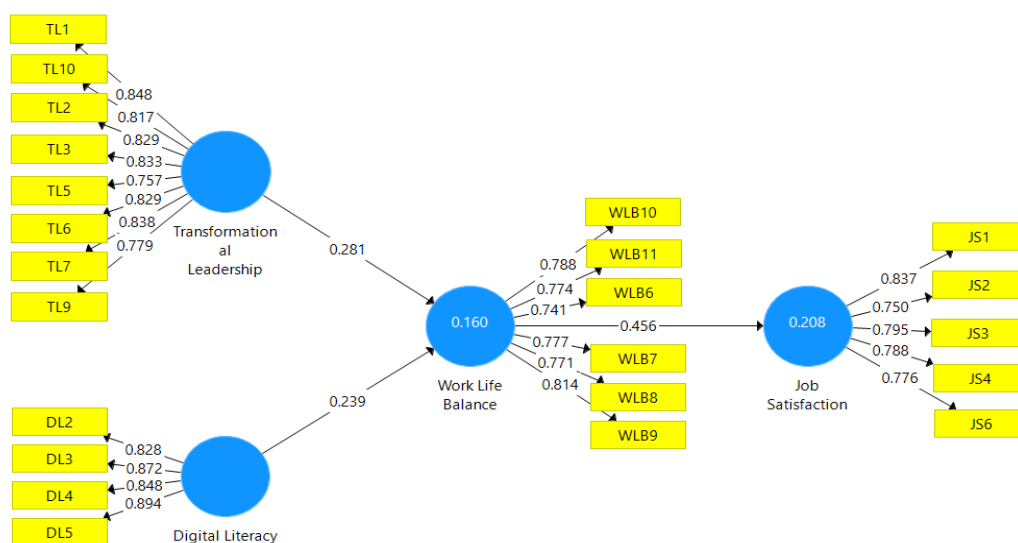 TL1
TL10
TL2
TL3
TL5
TL6
TL7
TL9
0.848
0.817
0.829
0.833
0.757
0.829
0.838
0.779
Transformation
al
Leadership
0.281
DL2
DL3
DL4
DL5
0.828
0.872
0.848
0.894
Digital Literacy
0.239
0.160
Work Life
Balance
WLB10
WLB11
WLB6
WLB7
WLB8
WLB9
0.788
0.774
0.741
0.777
0.771
0.814
0.456
0.208
Job
Satisfaction
0.837
0.750
0.795
0.788
0.776
JS1
JS2
JS3
JS4
JS6